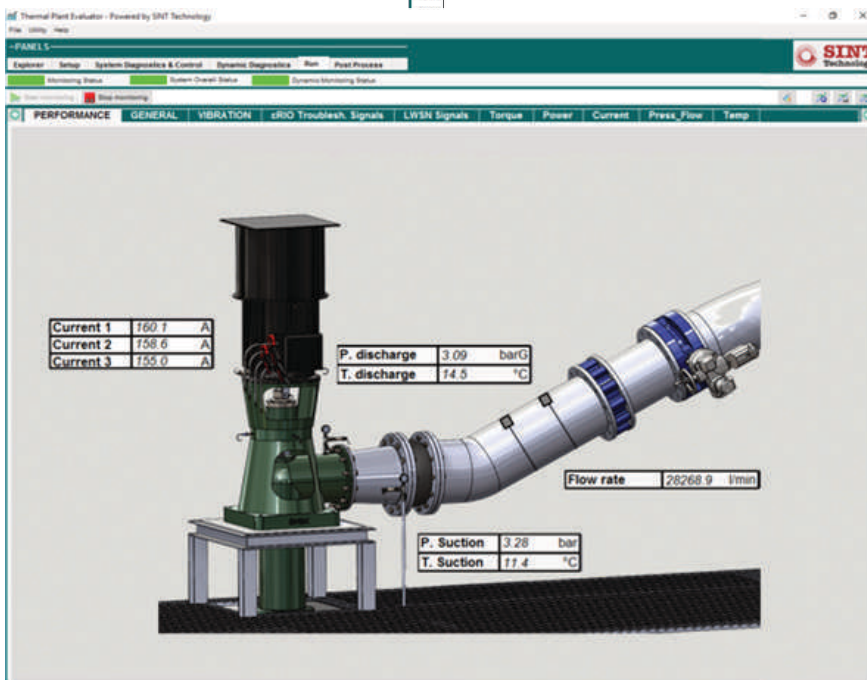 Thermal Plant Evaluator - Powered by SINT Technology
File Utility Help
PANELS
Explorer Setup System Diagnostics & Control Dynamic Diagnostics Run Post Process
SINT
Technology
Monitoring Status System Overall Status Dynamic Monitoring Status
Start monitoring Stop monitoring
PERFORMANCE GENERAL VIBRATION cRIO Troublesh. Signals LWSN Signals Torque Power Current Press_Flow Temp
Current 1 160.1 A
Current 2 158.6 A
Current 3 155.0 A
P. discharge 3.09 barG
T. discharge 14.5 °C
Flow rate 28268.9 l/min
P. Suction 3.28 bar
T. Suction 11.4 °C